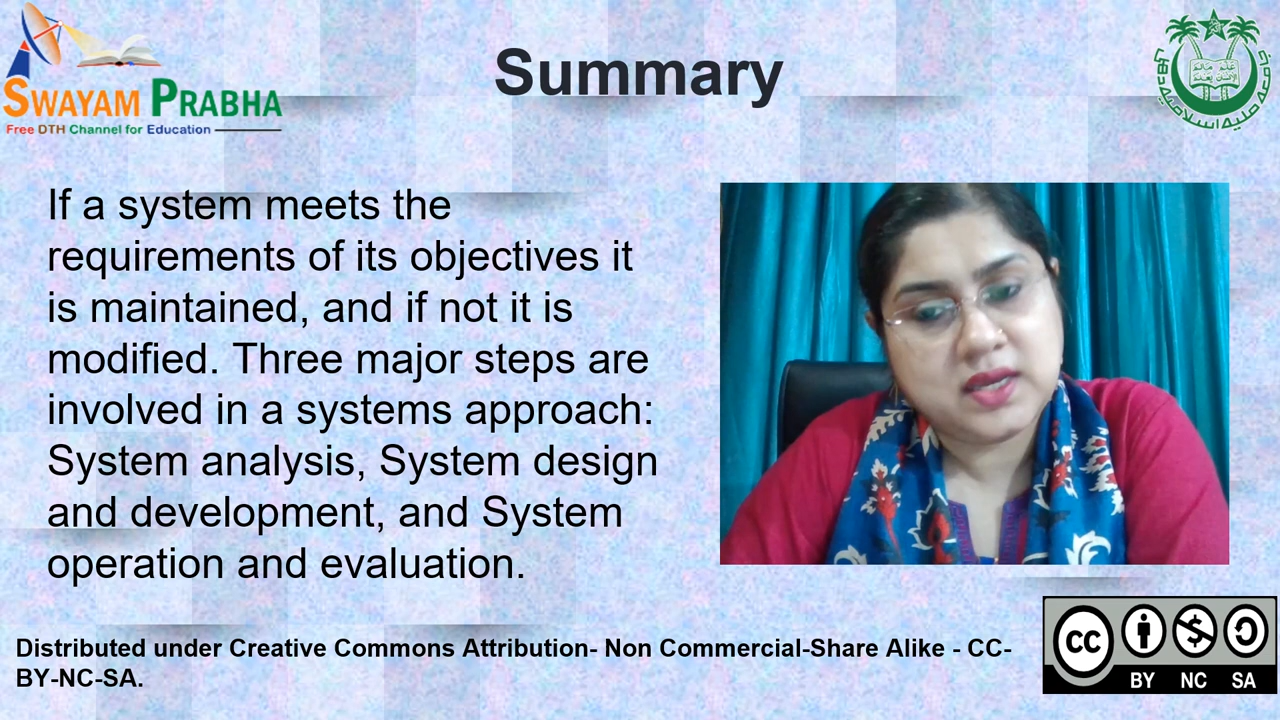 Summary
SWAYAM PRABHA
Free DTH Channel for Education
If a system meets the
requirements of its objectives it
is maintained, and if not it is
modified. Three major steps are
involved in a systems approach:
System analysis, System design
and development, and System
operation and evaluation.
Distributed under Creative Commons Attribution- Non Commercial-Share Alike - CC-
BY-NC-SA.
cc
BY NC SA